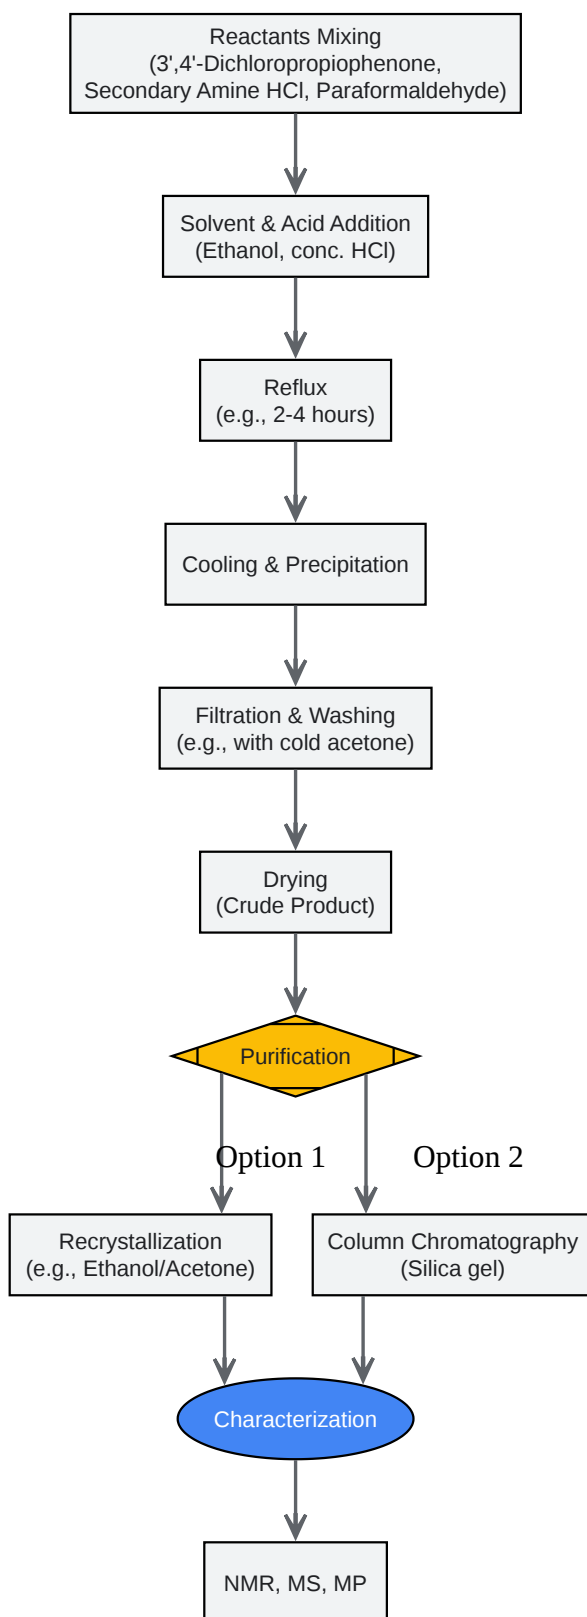 Reactants Mixing
(3',4'-Dichloropropiophenone,
Secondary Amine HCl, Paraformaldehyde)
Solvent & Acid Addition
(Ethanol, conc. HCl)
Reflux
(e.g., 2-4 hours)
Cooling & Precipitation
Filtration & Washing
(e.g., with cold acetone)
Drying
(Crude Product)
Purification
Option 1
Option 2
Recrystallization
(e.g., Ethanol/Acetone)
Column Chromatography
(Silica gel)
Characterization
NMR, MS, MP